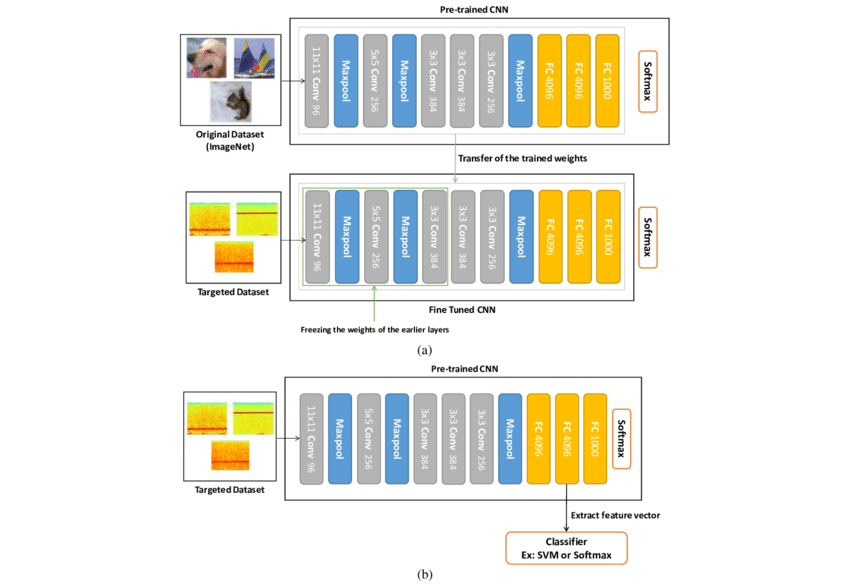 Pre-trained CNN
11x11 Conv 96
Maxpool
5x5 Conv 256
Maxpool
3x3 Conv 384
3x3 Conv 384
3x3 Conv 256
Maxpool
FC 4096
FC 4096
FC 1000
Softmax
Original Dataset
(ImageNet)
Transfer of the trained weights
11x11 Conv 96
Maxpool
5x5 Conv 256
Maxpool
3x3 Conv 384
3x3 Conv 384
3x3 Conv 256
Maxpool
FC 4096
FC 4096
FC 1000
Softmax
Targeted Dataset
Fine Tuned CNN
Freezing the weights of the earlier layers
(a)
Pre-trained CNN
11x11 Conv 96
Maxpool
5x5 Conv 256
Maxpool
3x3 Conv 384
3x3 Conv 384
3x3 Conv 256
Maxpool
FC 4096
FC 4096
FC 1000
Softmax
Targeted Dataset
Extract feature vector
Classifier
Ex: SVM or Softmax
(b)